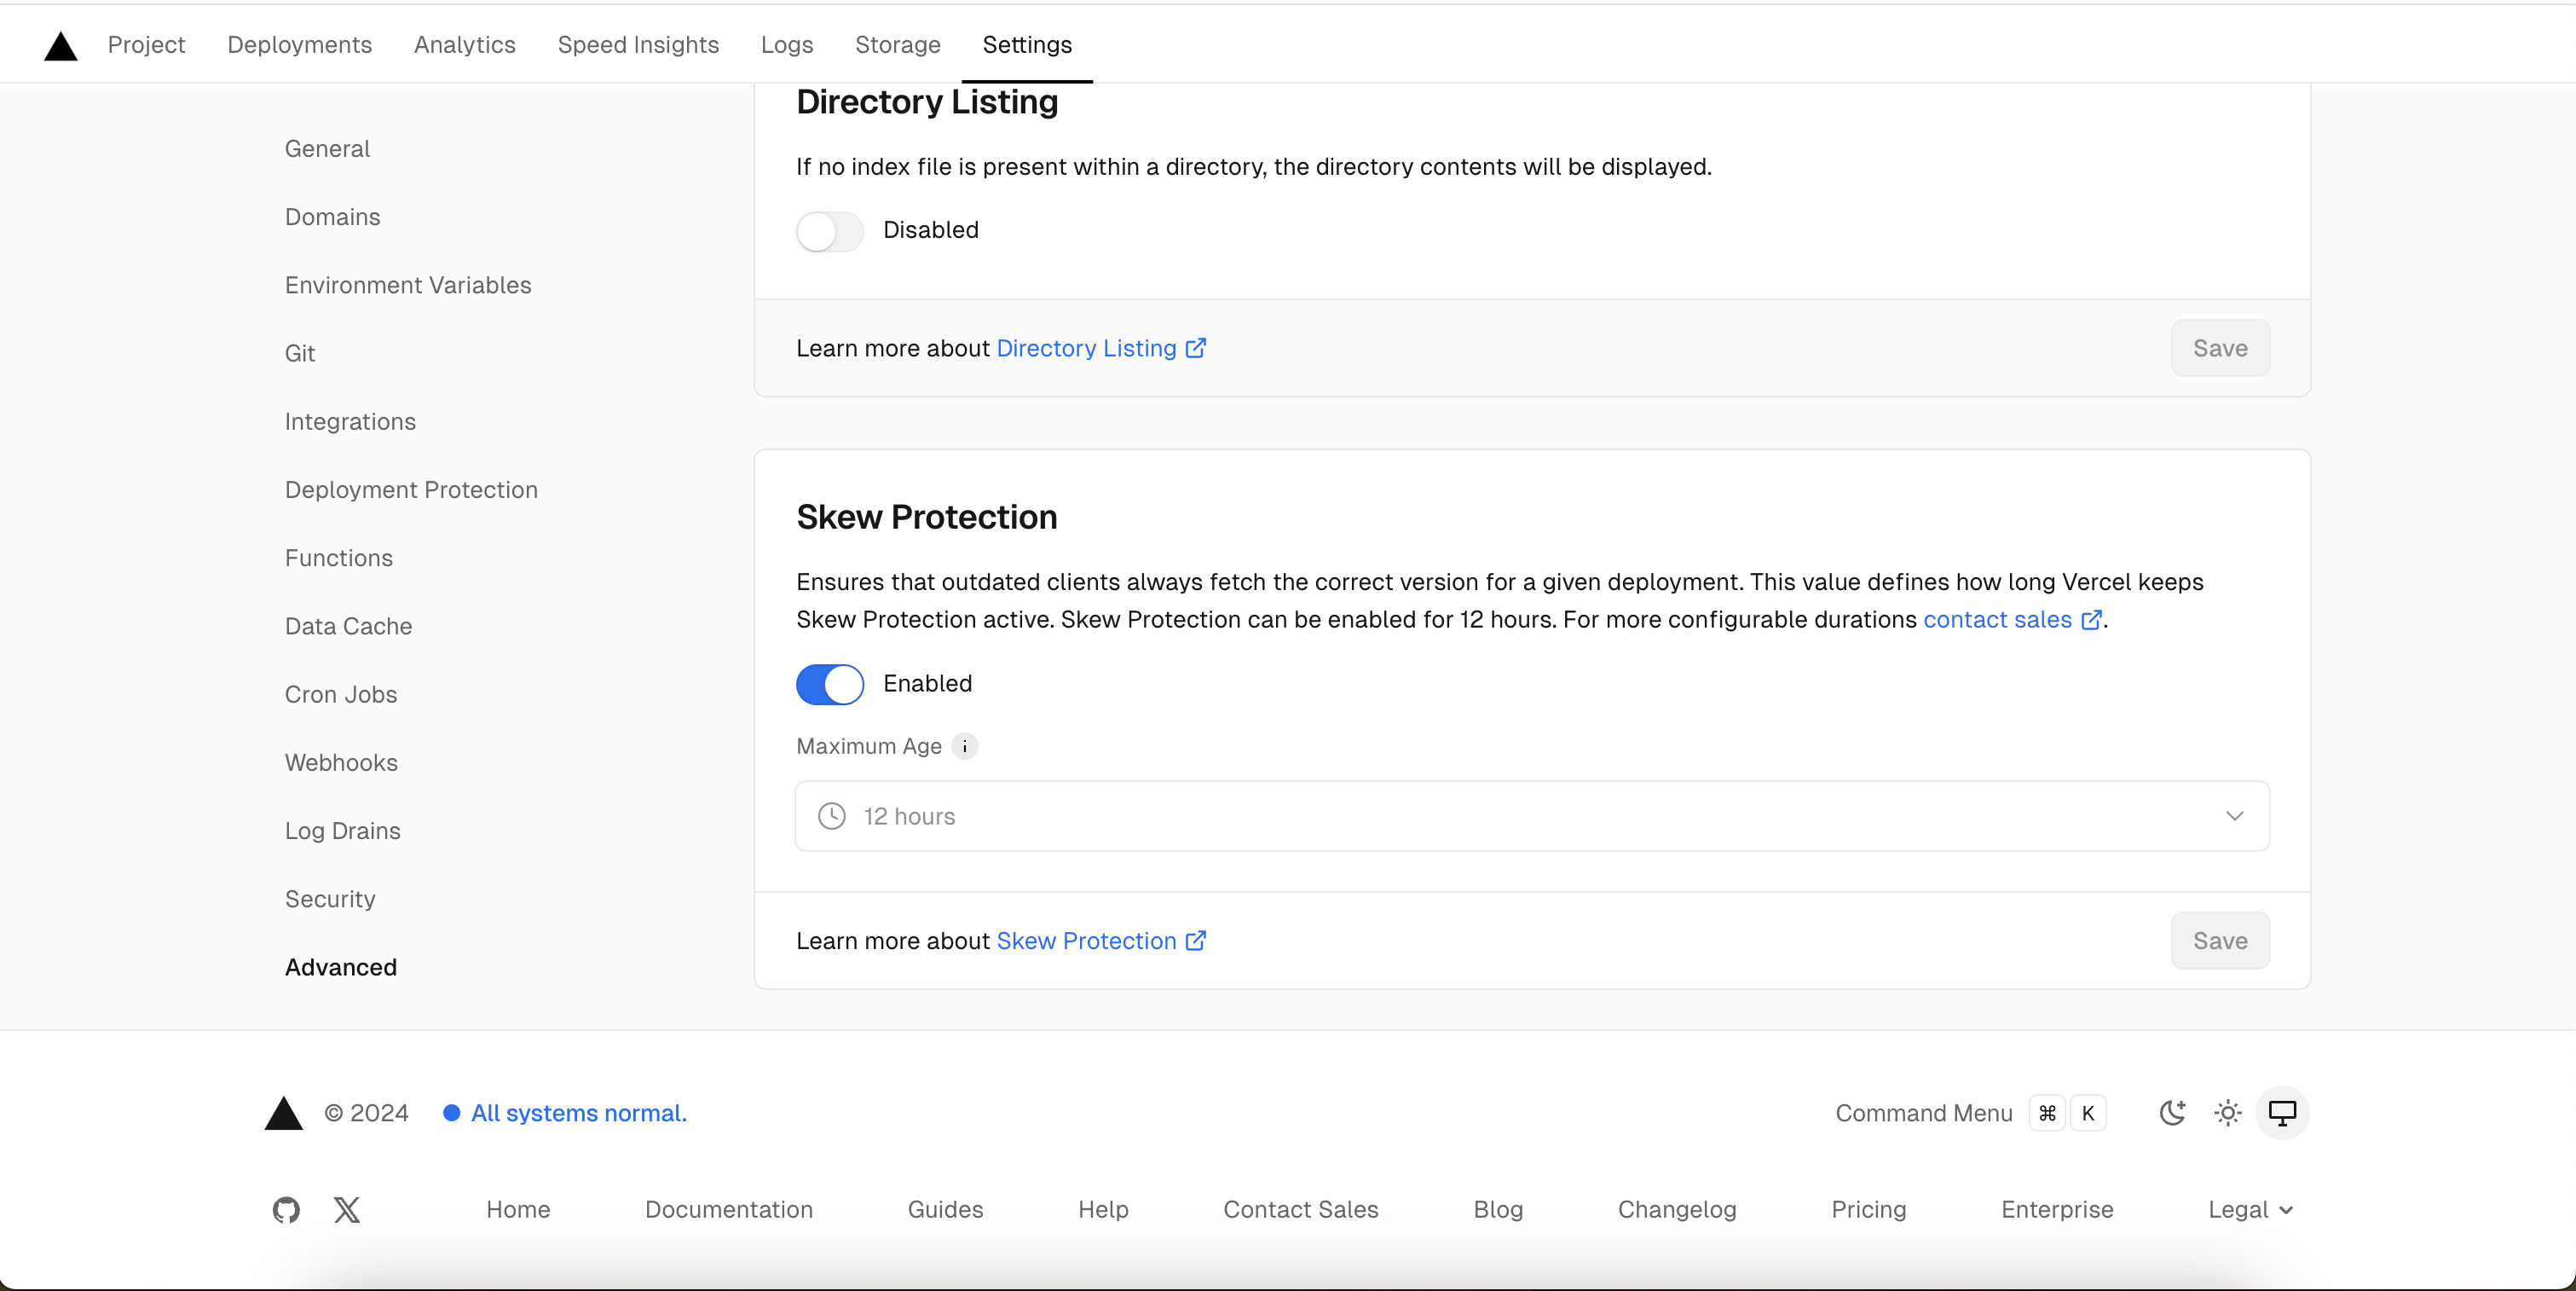 Project Deployments Analytics Speed Insights Logs Storage Settings
General
Domains
Environment Variables
Git
Integrations
Deployment Protection
Functions
Data Cache
Cron Jobs
Webhooks
Log Drains
Security
Advanced
Directory Listing
If no index file is present within a directory, the directory contents will be displayed.
Disabled
Learn more about Directory Listing
Save
Skew Protection
Ensures that outdated clients always fetch the correct version for a given deployment. This value defines how long Vercel keeps
Skew Protection active. Skew Protection can be enabled for 12 hours. For more configurable durations contact sales.
Enabled
Maximum Age i
12 hours
Learn more about Skew Protection
Save
© 2024 All systems normal.
Command Menu ⌘ K
Home Documentation Guides Help Contact Sales Blog Changelog Pricing Enterprise Legal